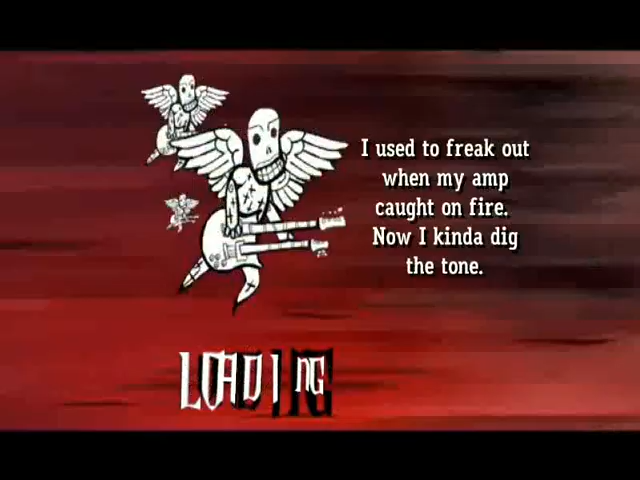 I used to freak out
when my amp
caught on fire.
Now I kinda dig
the tone.
LOADING